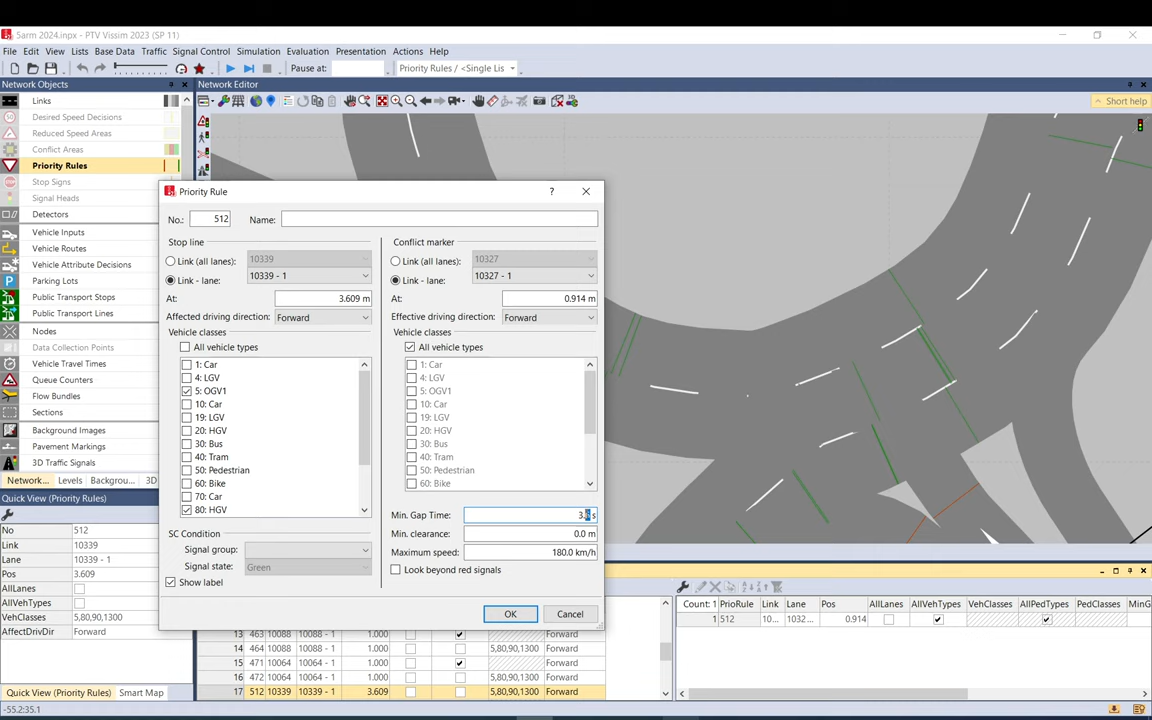 Sarm 2024.inpx - PTV Vissim 2023 (SP 11)
File Edit View Lists Base Data Traffic Signal Control Simulation Evaluation Presentation Actions Help
Pause at: Priority Rules / <Single Lis
Network Objects
Network Editor
Short help
Links
Desired Speed Decisions
Reduced Speed Areas
Conflict Areas
Priority Rules
Stop Signs
Signal Heads
Detectors
Vehicle Inputs
Vehicle Routes
Vehicle Attribute Decisions
Parking Lots
Public Transport Stops
Public Transport Lines
Nodes
Data Collection Points
Vehicle Travel Times
Queue Counters
Flow Bundles
Sections
Background Images
Pavement Markings
3D Traffic Signals
Network... Levels Backgrou... 3D
Quick View (Priority Rules)
No 512
Link 10339
Lane 10339 - 1
Pos 3.609
AllLanes
AllVehTypes
VehClasses 5,80,90,1300
AffectDrivDir Forward
Quick View (Priority Rules) Smart Map
-55.2:35.1
Priority Rule
? 
No.: 512 Name:
Stop line
Link (all lanes): 10339
Link - lane: 10339 - 1
At: 3.609 m
Affected driving direction: Forward
Vehicle classes
All vehicle types
1: Car
4: LGV
5: OGV1
10: Car
19: LGV
20: HGV
30: Bus
40: Tram
50: Pedestrian
60: Bike
70: Car
80: HGV
SC Condition
Signal group:
Signal state: Green
Show label
Conflict marker
Link (all lanes): 10327
Link - lane: 10327 - 1
At: 0.914 m
Effective driving direction: Forward
Vehicle classes
All vehicle types
1: Car
4: LGV
5: OGV1
10: Car
19: LGV
20: HGV
30: Bus
40: Tram
50: Pedestrian
60: Bike
Min. Gap Time: s
Min. clearance: 0.0 m
Maximum speed: 180.0 km/h
Look beyond red signals
OK Cancel
13 463 10088 10088 - 1 1.000 Forward
14 468 10088 10088 - 1 1.000 5,80,90,1300 Forward
15 471 10064 10064 - 1 1.000 Forward
16 472 10064 10064 - 1 1.000 5,80,90,1300 Forward
17 512 10339 10339 - 1 3.609 5,80,90,1300 Forward
Count: 1 PrioRule Link Lane Pos AllLanes AllVehTypes VehClasses AllPedTypes PedClasses MinG
1 512 10... 1032... 0.914